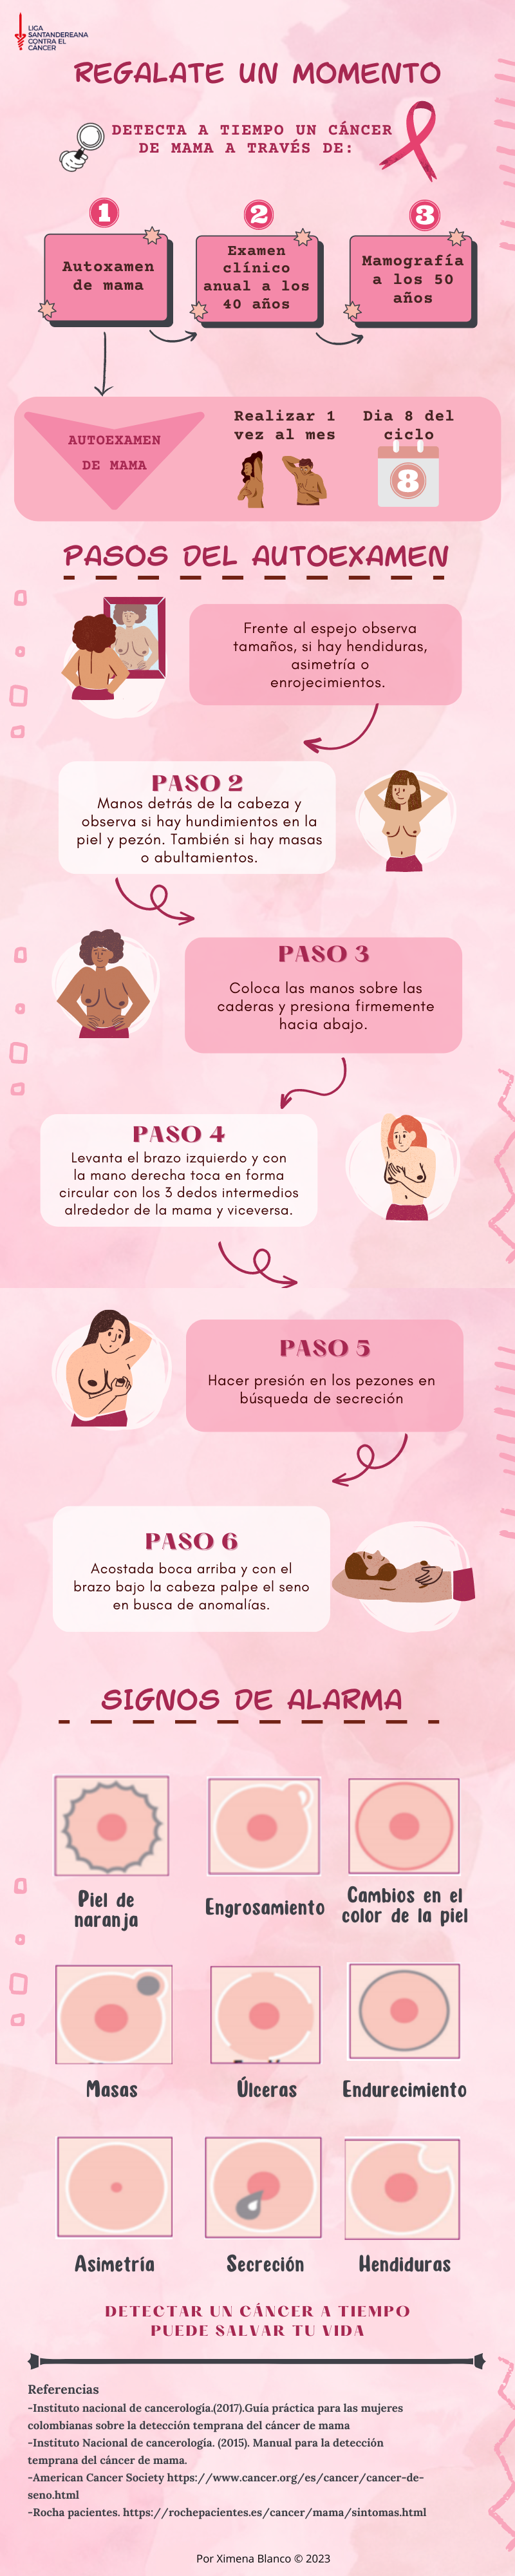 LIGA
SANTANDEREANA
CONTRA EL
CÁNCER
REGALATE UN MOMENTO
DETECTA A TIEMPO UN CÁNCER
DE MAMA A TRAVÉS DE:
1
2
3
Autoxamen
de mama
Examen
clínico
anual a los
40 años
Mamografía
a los 50
años
AUTOEXAMEN
DE MAMA
Realizar 1
vez al mes
Dia 8 del
ciclo
8
PASOS DEL AUTOEXAMEN
Frente al espejo observa
tamaños, si hay hendiduras,
asimetría o
enrojecimientos.
PASO 2
Manos detrás de la cabeza y
observa si hay hundimientos en la
piel y pezón. También si hay masas
o abultamientos.
PASO 3
Coloca las manos sobre las
caderas y presiona firmemente
hacia abajo.
PASO 4
Levanta el brazo izquierdo y con
la mano derecha toca en forma
circular con los 3 dedos intermedios
alrededor de la mama y viceversa.
PASO 5
Hacer presión en los pezones en
búsqueda de secreción
PASO 6
Acostada boca arriba y con el
brazo bajo la cabeza palpe el seno
en busca de anomalías.
SIGNOS DE ALARMA
Piel de
naranja
Engrosamiento
Cambios en el
color de la piel
Masas
Úlceras
Endurecimiento
Asimetría
Secreción
Hendiduras
DETECTAR UN CÁNCER A TIEMPO
PUEDE SALVAR TU VIDA
Referencias
-Instituto nacional de cancerología.(2017).Guía práctica para las mujeres
colombianas sobre la detección temprana del cáncer de mama
-Instituto Nacional de cancerología. (2015). Manual para la detección
temprana del cáncer de mama.
-American Cancer Society https://www.cancer.org/es/cancer/cancer-de-
seno.html
-Rocha pacientes. https://rochepacientes.es/cancer/mama/sintomas.html
Por Ximena Blanco © 2023